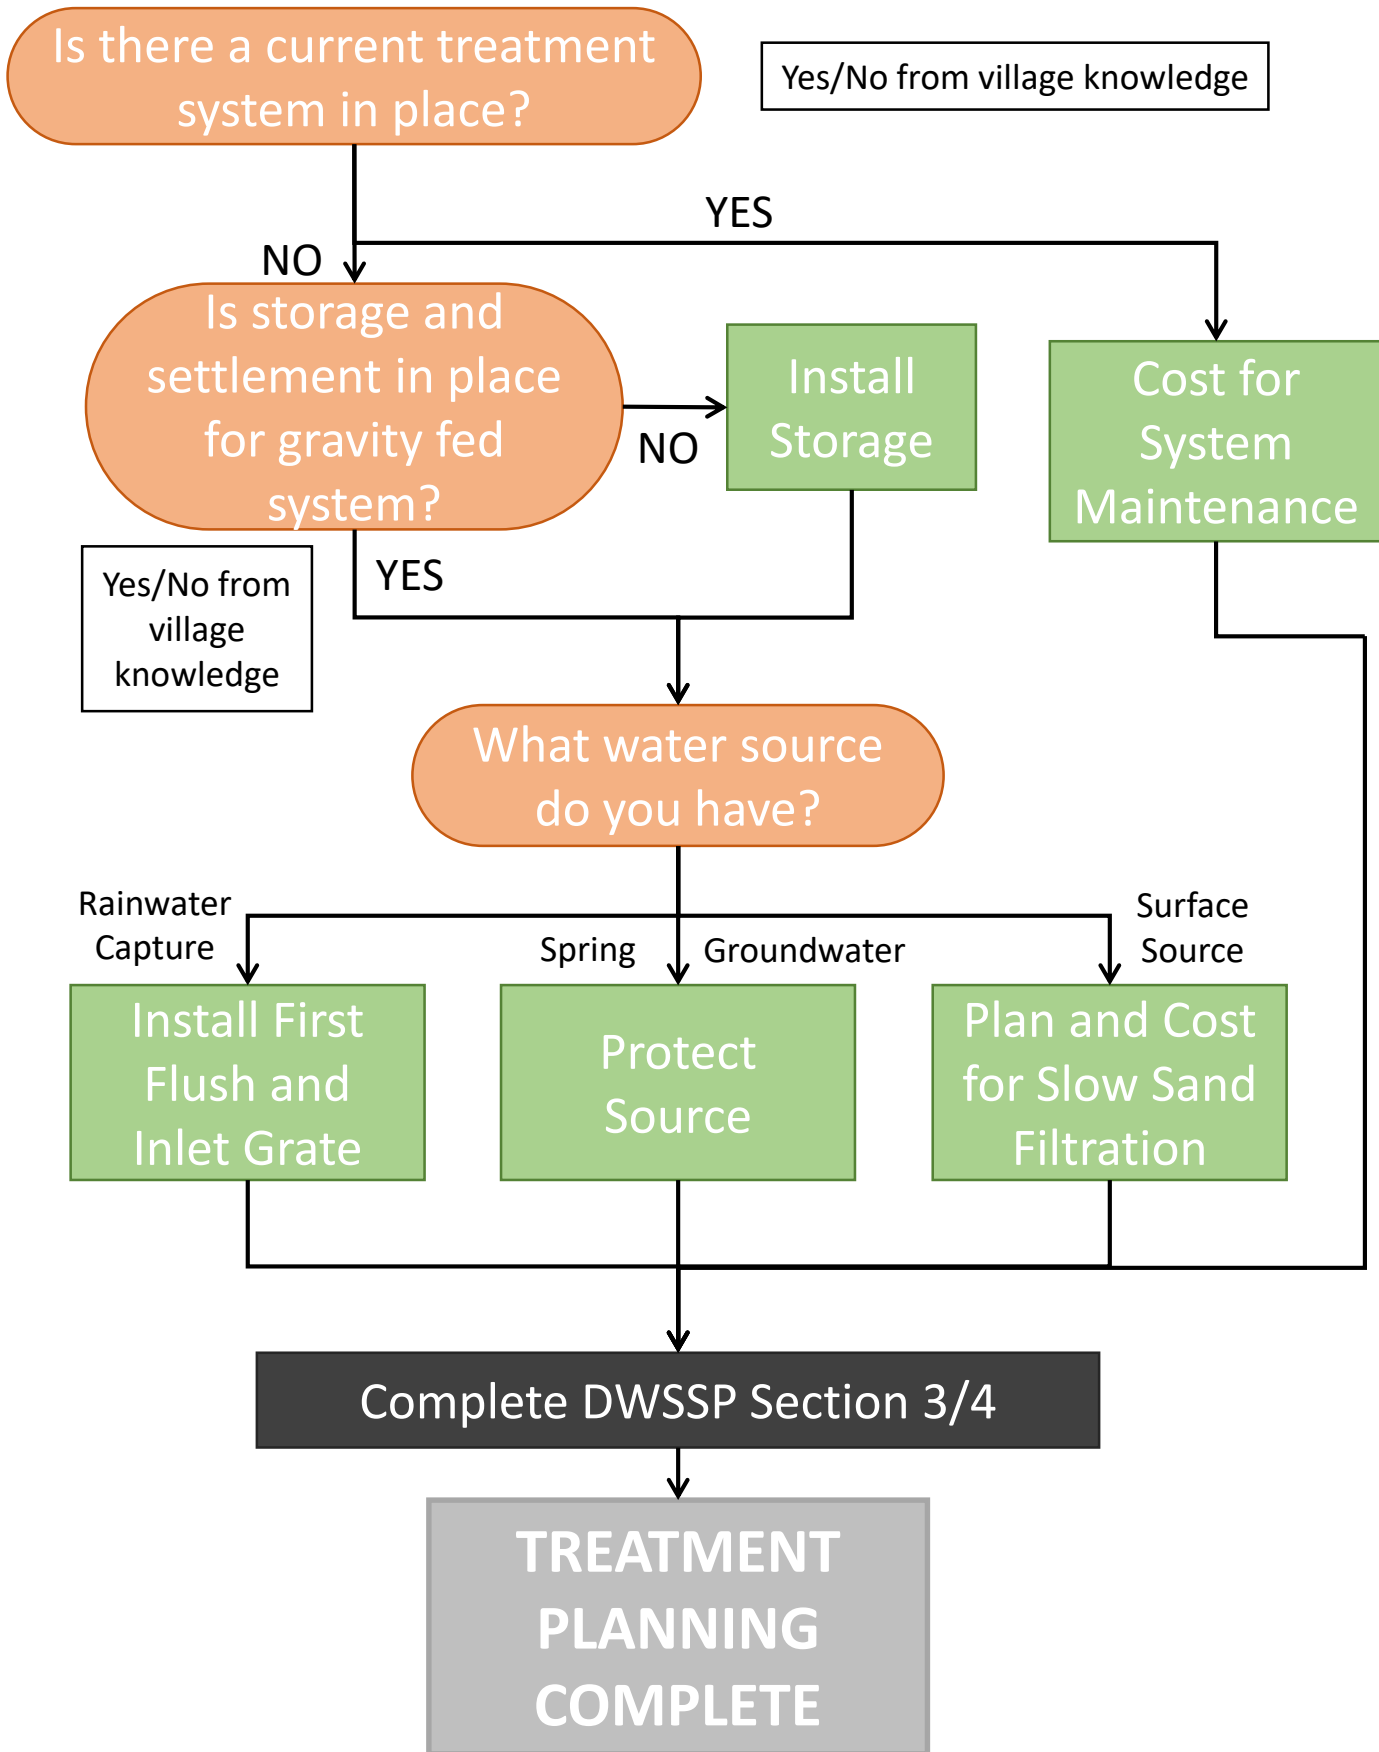 Is there a current treatment
system in place?
Yes/No from village knowledge
YES
NO
Is storage and
settlement in place
for gravity fed
system?
NO
Install
Storage
Cost for
System
Maintenance
Yes/No from
village
knowledge
YES
What water source
do you have?
Rainwater
Capture
Spring
Groundwater
Surface
Source
Install First
Flush and
Inlet Grate
Protect
Source
Plan and Cost
for Slow Sand
Filtration
Complete DWSSP Section 3/4
TREATMENT
PLANNING
COMPLETE